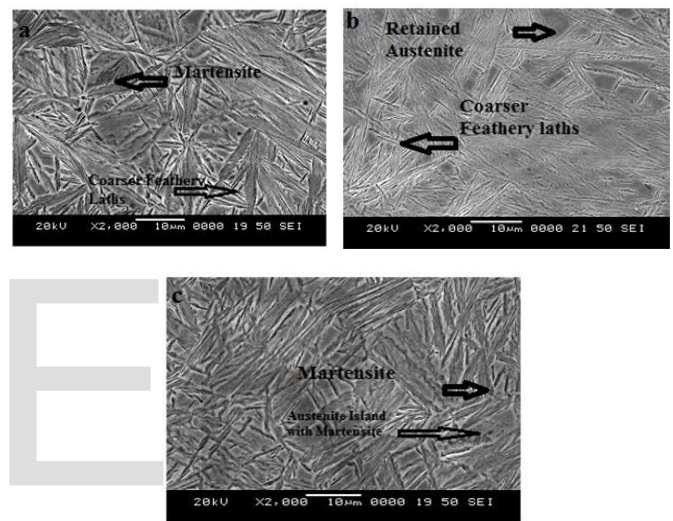 a
Martensite
Coarser Feathery
Laths
20kV X2,000 10µm 0000 19 50 SEI
b
Retained
Austenite
Coarser
Feathery laths
20kV X2,000 10µm 0000 21 50 SEI
E
c
Martensite
Austenite Island
with Martensite
20kV X2,000 10µm 0000 19 50 SEI